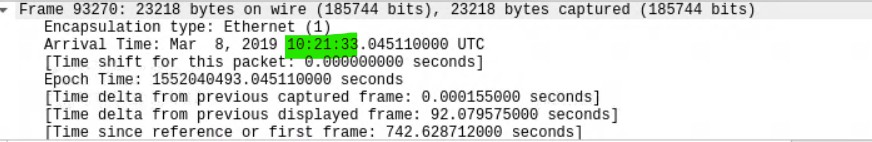 Frame 93270: 23218 bytes on wire (185744 bits), 23218 bytes captured (185744 bits)
Encapsulation type: Ethernet (1)
Arrival Time: Mar  8, 2019 10:21:33.045110000 UTC
[Time shift for this packet: 0.000000000 seconds]
Epoch Time: 1552040493.045110000 seconds
[Time delta from previous captured frame: 0.000155000 seconds]
[Time delta from previous displayed frame: 92.079575000 seconds]
[Time since reference or first frame: 742.628712000 seconds]